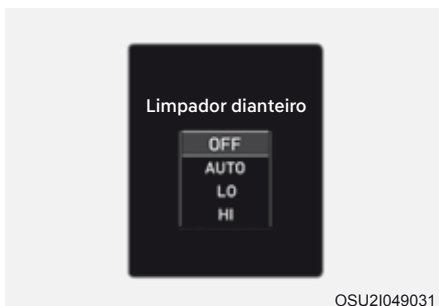 Limpador dianteiro
OFF
AUTO
LO
HI
OSU2I049031